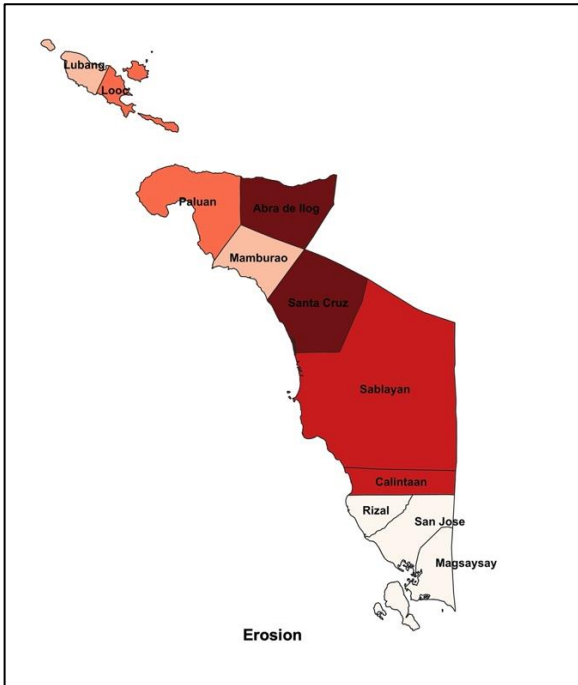 Lubang
Looc
Paluan
Abra de Ilog
Mamburao
Santa Cruz
Sablayan
Calintaan
Rizal
San Jose
Magsaysay
Erosion